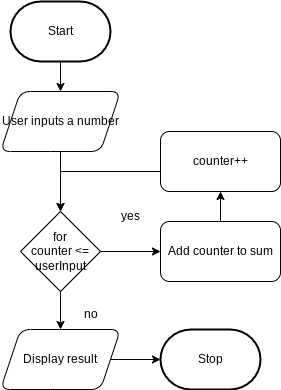 Start
User inputs a number
counter++
yes
for
counter <=
userInput
Add counter to sum
no
Display result
Stop